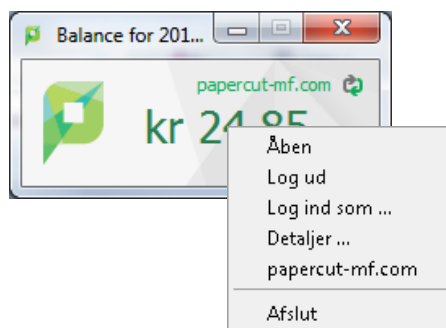 Balance for 201...
papercut-mf.com
kr 24,85
Åben
Log ud
Log ind som ...
Detaljer ...
papercut-mf.com
Afslut